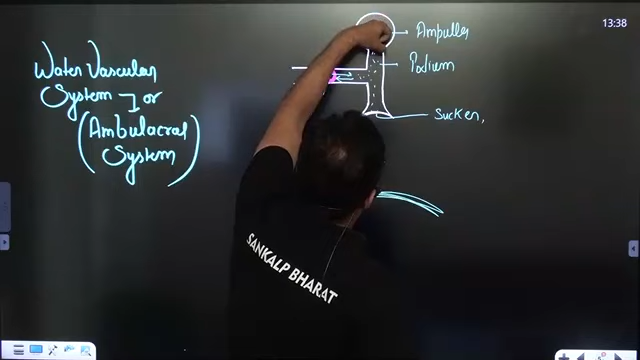 Water Vascular
System or
(Ambulacral
System)
Ampulla
Podium
Sucker,
SANKALP BHARAT
13:38